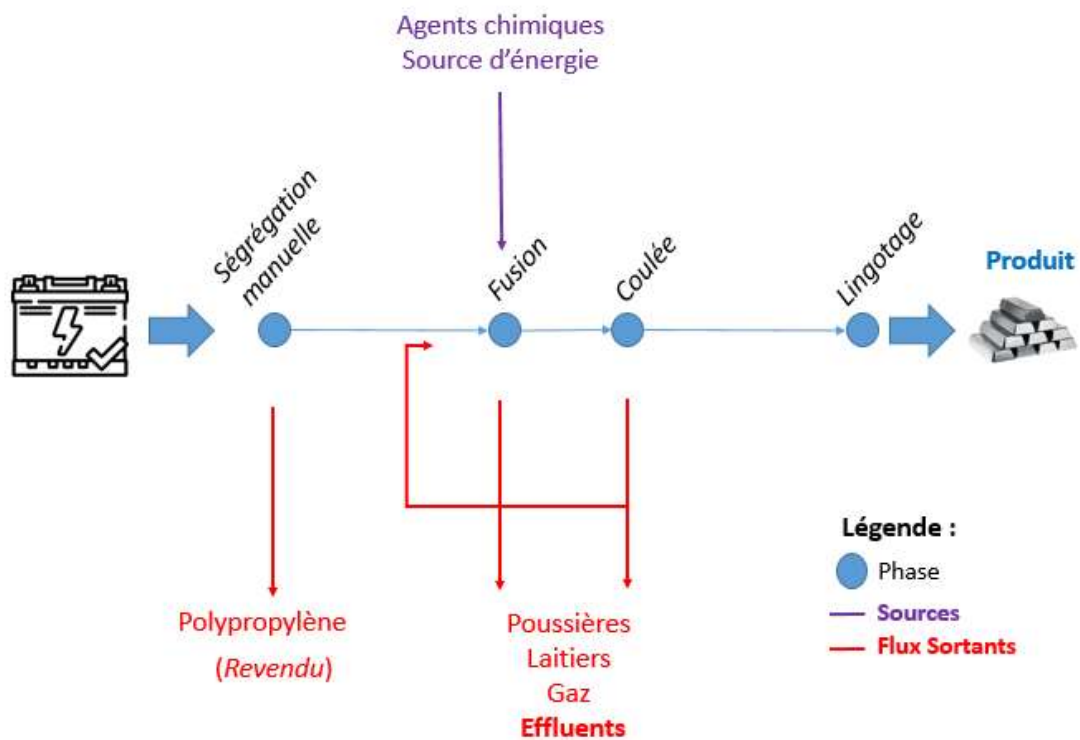 Agents chimiques
Source d'énergie
Ségrégation
manuelle
Fusion
Coulée
Lingotage
Produit
Polypropylène
(Revendu)
Poussières
Laitiers
Gaz
Effluents
Légende :
Phase
Sources
Flux Sortants